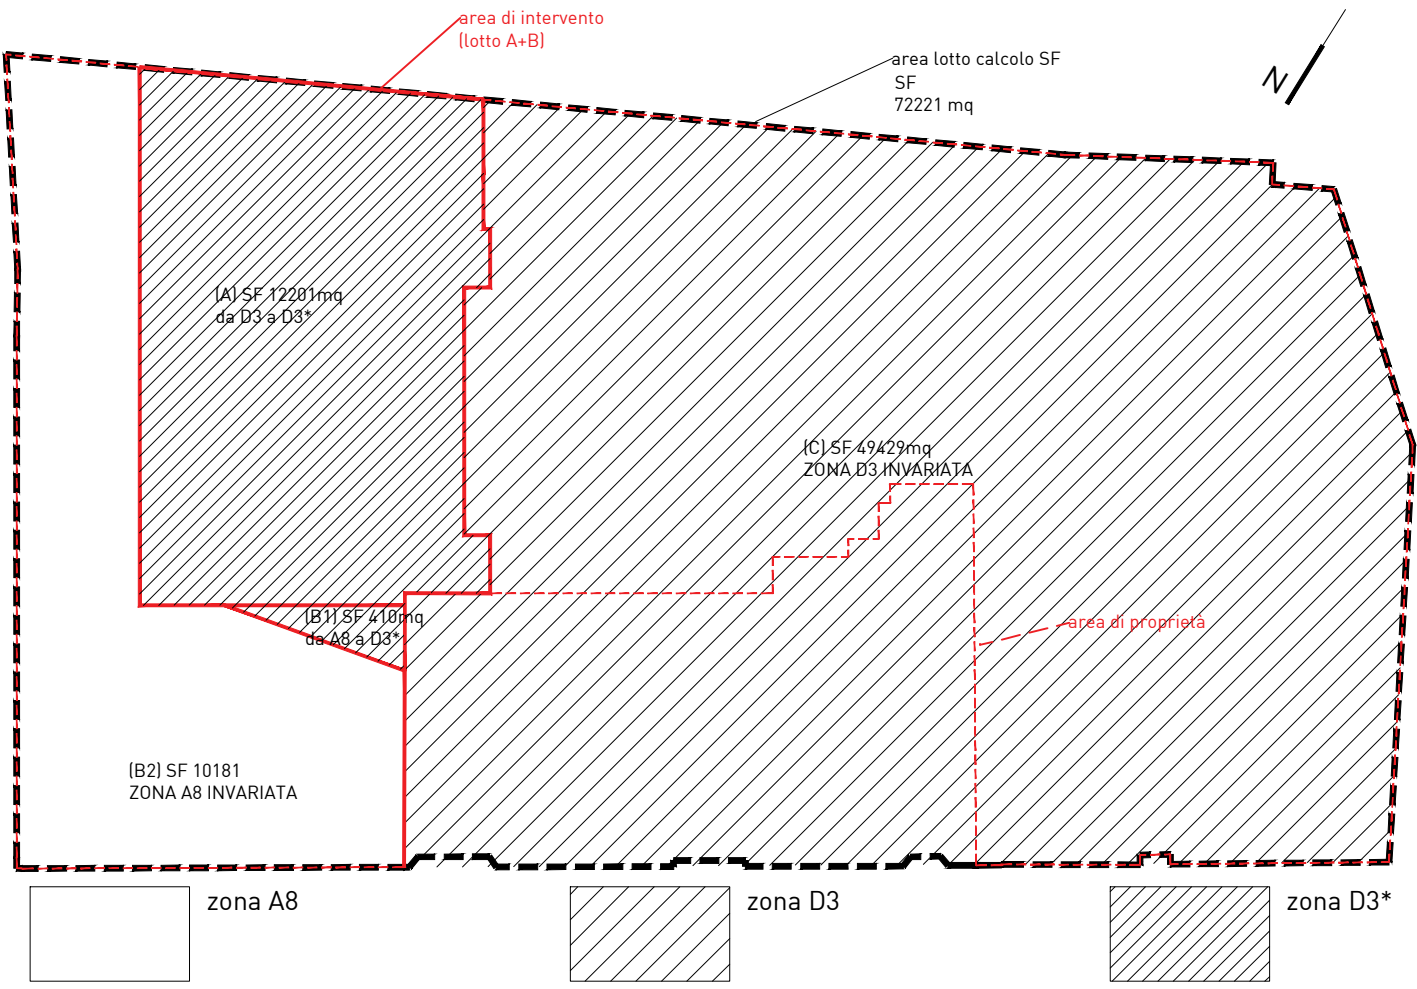 area di intervento
(lotto A+B)
area lotto calcolo SF
SF
72221 mq
N
(A) SF 12201mq
da D3 a D3*
(C) SF 49429mq
ZONA D3 INVARIATA
(B1) SF 410mq
da A8 a D3*
area di proprietà
(B2) SF 10181
ZONA A8 INVARIATA
zona A8
zona D3
zona D3*